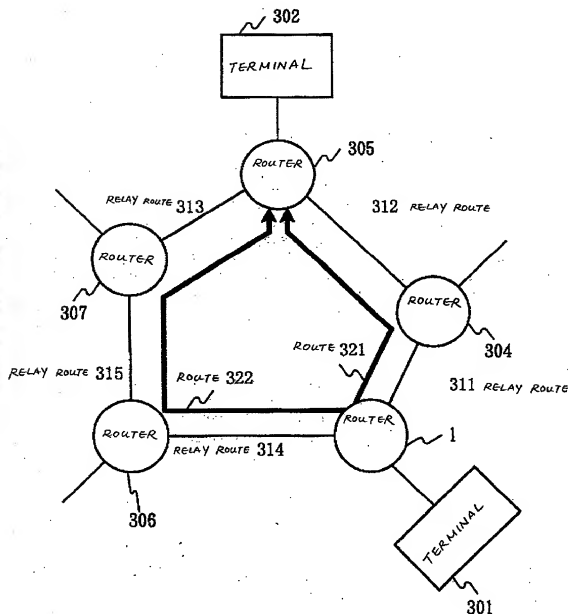 302
TERMINAL
ROUTER
305
RELAY ROUTE 313
312 RELAY ROUTE
ROUTER
307
ROUTER
304
ROUTE 321
311 RELAY ROUTE
RELAY ROUTE 315
ROUTE 322
ROUTER
306
ROUTER
1
RELAY ROUTE 314
TERMINAL
301